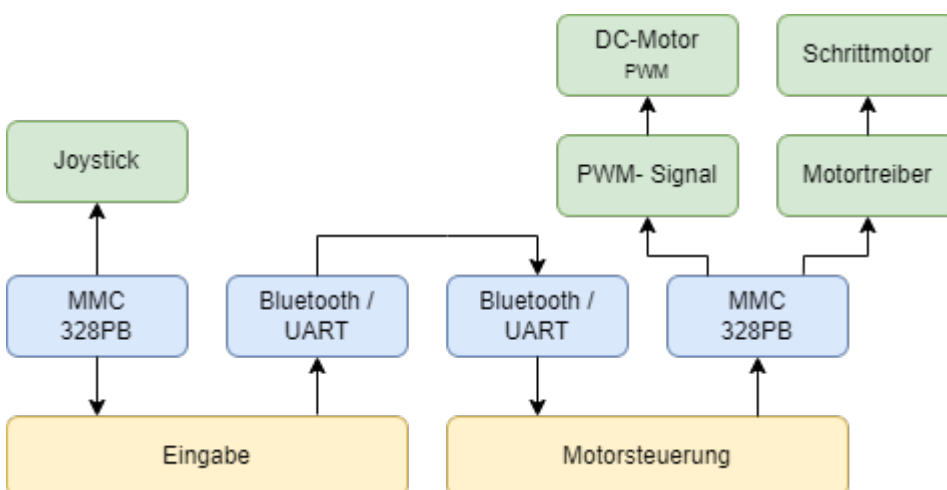 DC-Motor
PWM
Schrittmotor
Joystick
PWM- Signal
Motortreiber
MMC
328PB
Bluetooth /
UART
Bluetooth /
UART
MMC
328PB
Eingabe
Motorsteuerung